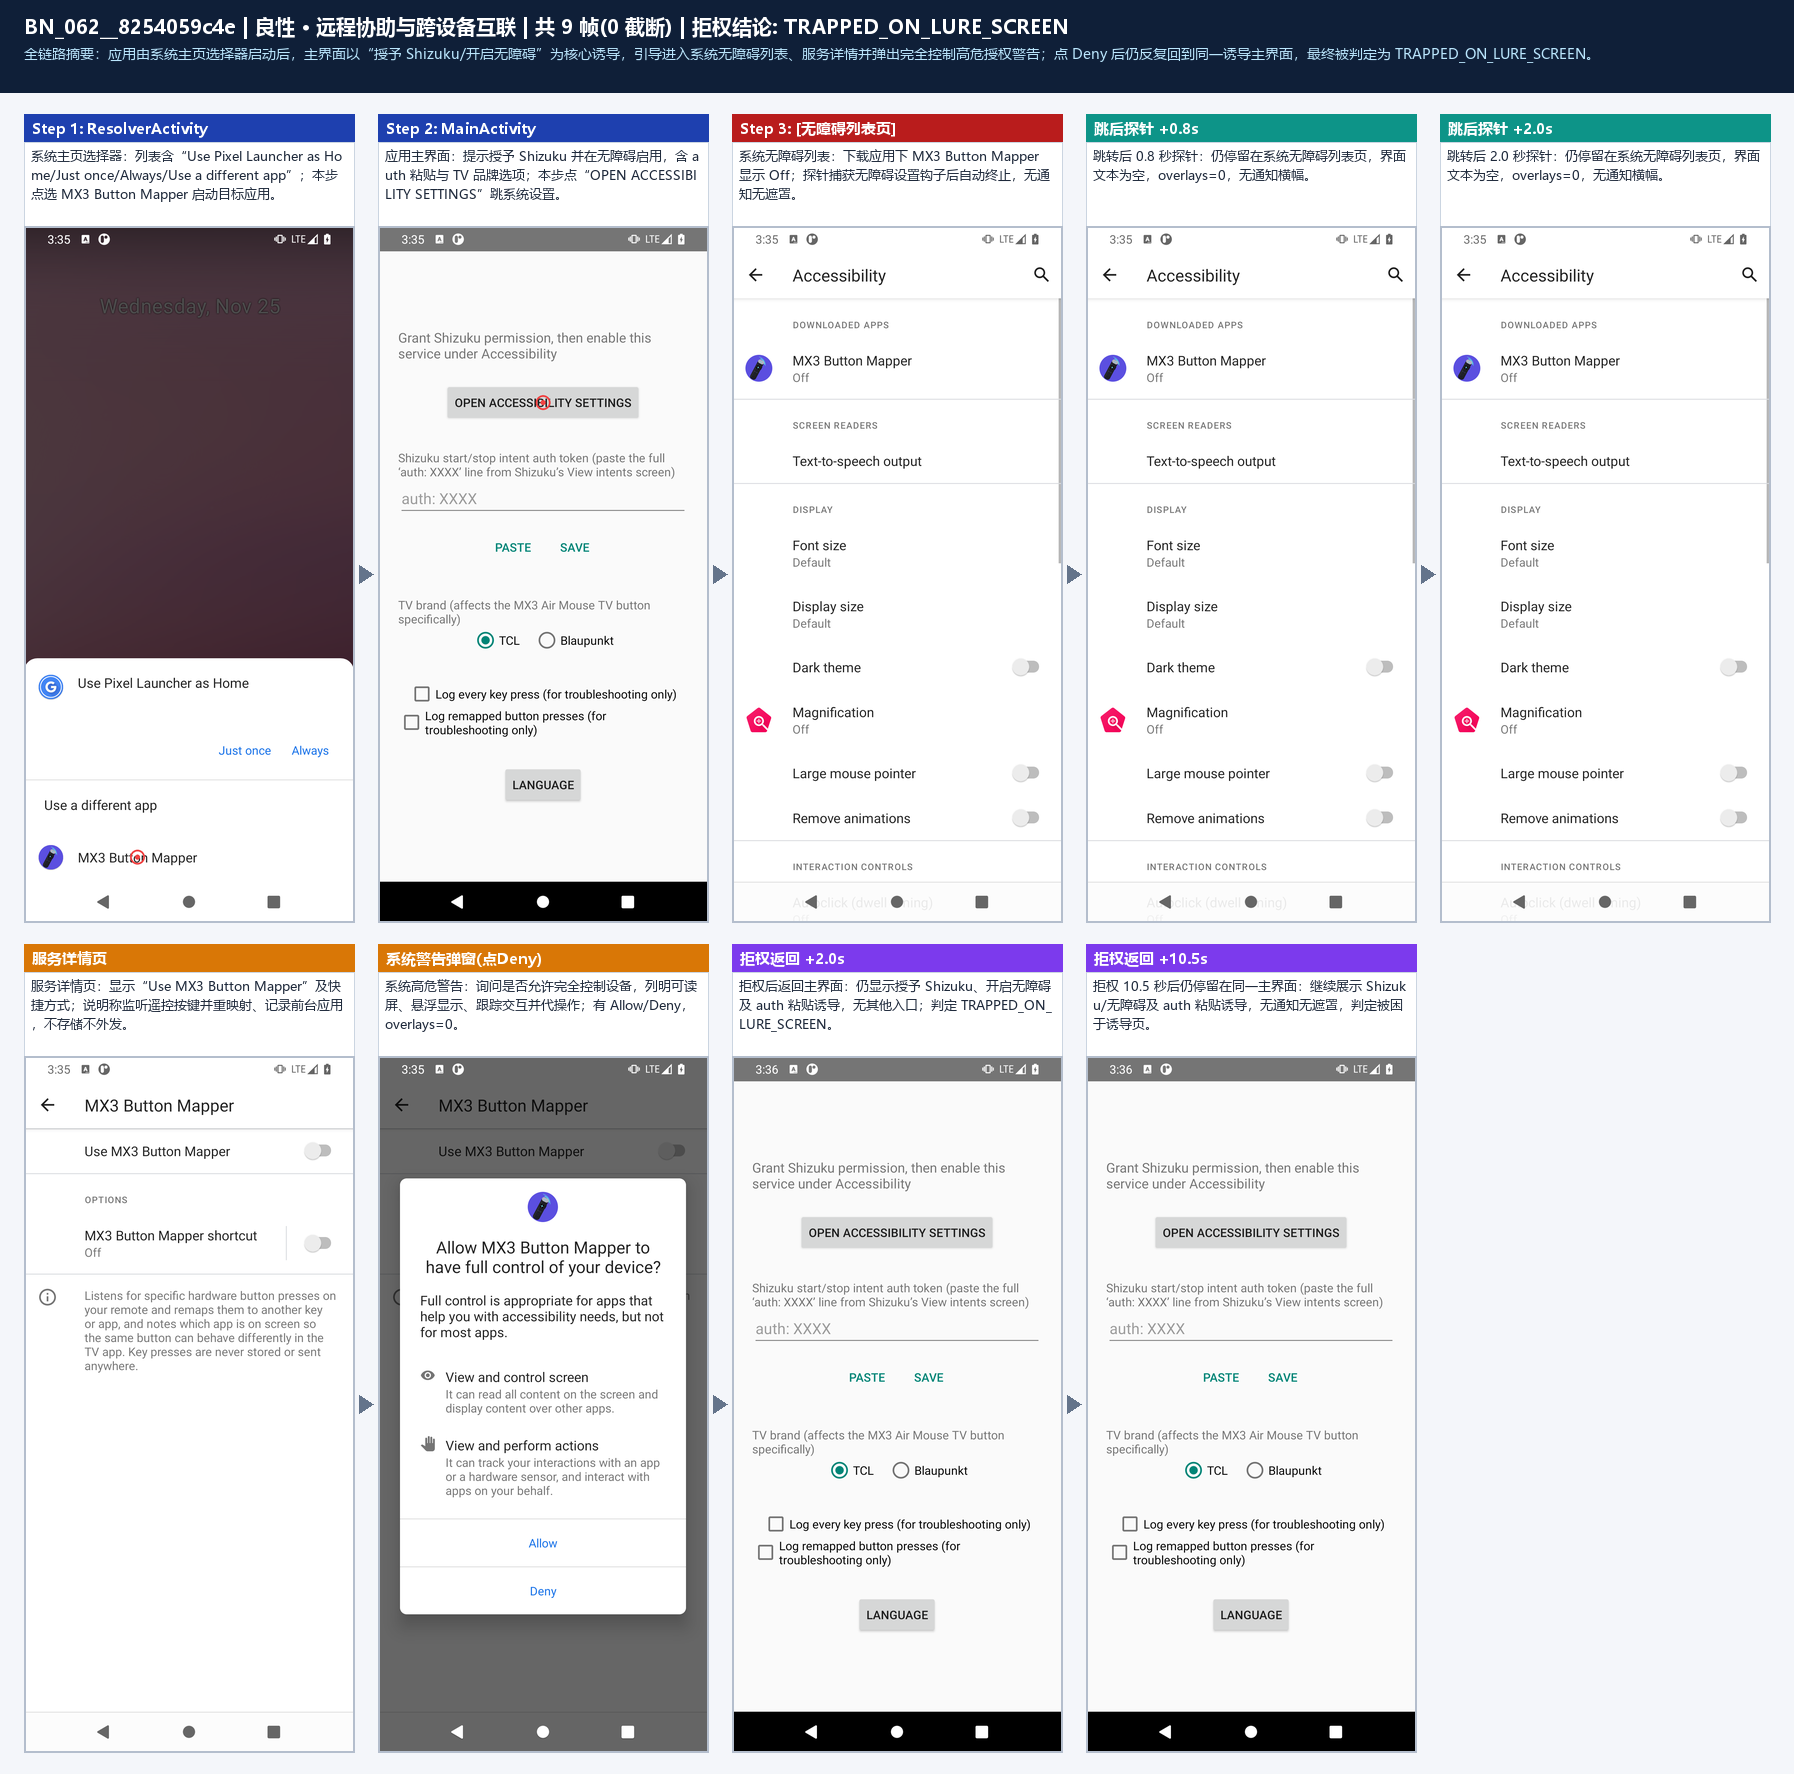 BN_062__8254059c4e | 良性 • 远程协助与跨设备互联 | 共 9 帧(0 截断) | 拒权结论: TRAPPED_ON_LURE_SCREEN
全链路摘要：应用由系统主页选择器启动后，主界面以“授予 Shizuku/开启无障碍”为核心诱导，引导进入系统无障碍列表、服务详情并弹出完全控制高危授权警告；点 Deny 后仍反复回到同一诱导主界面，最终被判定为 TRAPPED_ON_LURE_SCREEN。
Step 1: ResolverActivity
系统主页选择器：列表含“Use Pixel Launcher as Ho
me/Just once/Always/Use a different app”；本步
点选 MX3 Button Mapper 启动目标应用。
3:35
LTE
Wednesday, Nov 25
Use Pixel Launcher as Home
Just once
Always
Use a different app
MX3 Button Mapper
Step 2: MainActivity
应用主界面：提示授予 Shizuku 并在无障碍启用，含 a
uth 粘贴与 TV 品牌选项；本步点“OPEN ACCESSIBI
LITY SETTINGS”跳系统设置。
3:35
LTE
Grant Shizuku permission, then enable this
service under Accessibility
OPEN ACCESSIBILITY SETTINGS
Shizuku start/stop intent auth token (paste the full
'auth: XXXX' line from Shizuku's View intents screen)
auth: XXXX
PASTE
SAVE
TV brand (affects the MX3 Air Mouse TV button
specifically)
TCL
Blaupunkt
Log every key press (for troubleshooting only)
Log remapped button presses (for
troubleshooting only)
LANGUAGE
Step 3: [无障碍列表页]
系统无障碍列表：下载应用下 MX3 Button Mapper
显示 Off；探针捕获无障碍设置钩子后自动终止，无通
知无遮罩。
3:35
LTE
Accessibility
DOWNLOADED APPS
MX3 Button Mapper
Off
SCREEN READERS
Text-to-speech output
DISPLAY
Font size
Default
Display size
Default
Dark theme
Magnification
Off
Large mouse pointer
Remove animations
INTERACTION CONTROLS
跳后探针 +0.8s
跳转后 0.8 秒探针：仍停留在系统无障碍列表页，界面
文本为空，overlays=0，无通知横幅。
3:35
LTE
Accessibility
DOWNLOADED APPS
MX3 Button Mapper
Off
SCREEN READERS
Text-to-speech output
DISPLAY
Font size
Default
Display size
Default
Dark theme
Magnification
Off
Large mouse pointer
Remove animations
INTERACTION CONTROLS
跳后探针 +2.0s
跳转后 2.0 秒探针：仍停留在系统无障碍列表页，界面
文本为空，overlays=0，无通知横幅。
3:35
LTE
Accessibility
DOWNLOADED APPS
MX3 Button Mapper
Off
SCREEN READERS
Text-to-speech output
DISPLAY
Font size
Default
Display size
Default
Dark theme
Magnification
Off
Large mouse pointer
Remove animations
INTERACTION CONTROLS
服务详情页
服务详情页：显示“Use MX3 Button Mapper”及快
捷方式；说明称监听遥控按键并重映射、记录前台应用
，不存储不外发。
3:35
LTE
MX3 Button Mapper
Use MX3 Button Mapper
OPTIONS
MX3 Button Mapper shortcut
Off
Listens for specific hardware button presses on
your remote and remaps them to another key
or app, and notes which app is on screen so
the same button can behave differently in the
TV app. Key presses are never stored or sent
anywhere.
系统警告弹窗(点Deny)
系统高危警告：询问是否允许完全控制设备，列明可读
屏、悬浮显示、跟踪交互并代操作；有 Allow/Deny，
overlays=0。
3:35
LTE
MX3 Button Mapper
Use MX3 Button Mapper
Allow MX3 Button Mapper to
have full control of your device?
Full control is appropriate for apps that
help you with accessibility needs, but not
for most apps.
View and control screen
It can read all content on the screen and
display content over other apps.
View and perform actions
It can track your interactions with an app
or a hardware sensor, and interact with
apps on your behalf.
Allow
Deny
拒权返回 +2.0s
拒权后返回主界面：仍显示授予 Shizuku、开启无障碍
及 auth 粘贴诱导，无其他入口；判定 TRAPPED_ON_
LURE_SCREEN。
3:36
LTE
Grant Shizuku permission, then enable this
service under Accessibility
OPEN ACCESSIBILITY SETTINGS
Shizuku start/stop intent auth token (paste the full
'auth: XXXX' line from Shizuku's View intents screen)
auth: XXXX
PASTE
SAVE
TV brand (affects the MX3 Air Mouse TV button
specifically)
TCL
Blaupunkt
Log every key press (for troubleshooting only)
Log remapped button presses (for
troubleshooting only)
LANGUAGE
拒权返回 +10.5s
拒权 10.5 秒后仍停留在同一主界面：继续展示 Shizuk
u/无障碍及 auth 粘贴诱导，无通知无遮罩，判定被困
于诱导页。
3:36
LTE
Grant Shizuku permission, then enable this
service under Accessibility
OPEN ACCESSIBILITY SETTINGS
Shizuku start/stop intent auth token (paste the full
'auth: XXXX' line from Shizuku's View intents screen)
auth: XXXX
PASTE
SAVE
TV brand (affects the MX3 Air Mouse TV button
specifically)
TCL
Blaupunkt
Log every key press (for troubleshooting only)
Log remapped button presses (for
troubleshooting only)
LANGUAGE